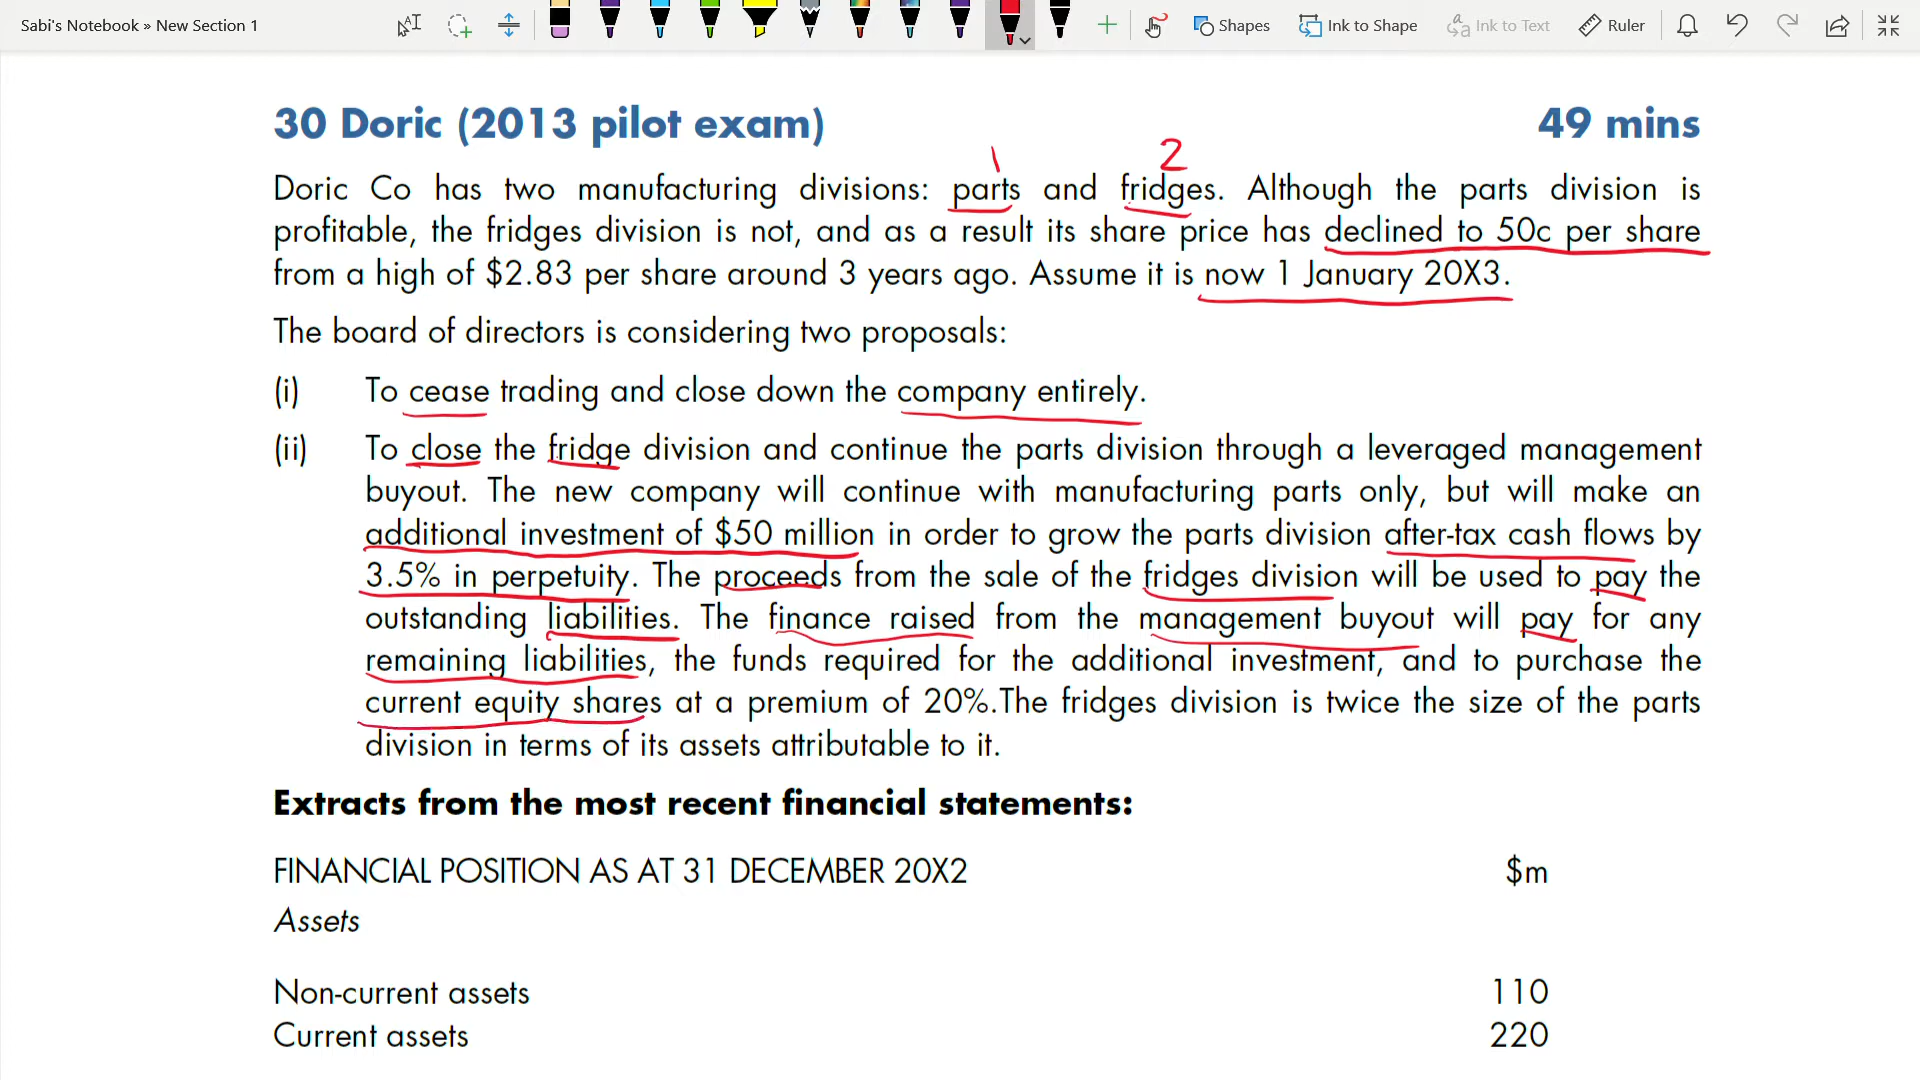 Sabi's Notebook » New Section 1
Shapes
Ink to Shape
Ink to Text
Ruler
30 Doric (2013 pilot exam) 49 mins
1 2
Doric Co has two manufacturing divisions: parts and fridges. Although the parts division is
profitable, the fridges division is not, and as a result its share price has declined to 50c per share
from a high of $2.83 per share around 3 years ago. Assume it is now 1 January 20X3.
The board of directors is considering two proposals:
(i) To cease trading and close down the company entirely.
(ii) To close the fridge division and continue the parts division through a leveraged management
buyout. The new company will continue with manufacturing parts only, but will make an
additional investment of $50 million in order to grow the parts division after-tax cash flows by
3.5% in perpetuity. The proceeds from the sale of the fridges division will be used to pay the
outstanding liabilities. The finance raised from the management buyout will pay for any
remaining liabilities, the funds required for the additional investment, and to purchase the
current equity shares at a premium of 20%.The fridges division is twice the size of the parts
division in terms of its assets attributable to it.
Extracts from the most recent financial statements:
FINANCIAL POSITION AS AT 31 DECEMBER 20X2 $m
Assets
Non-current assets 110
Current assets 220